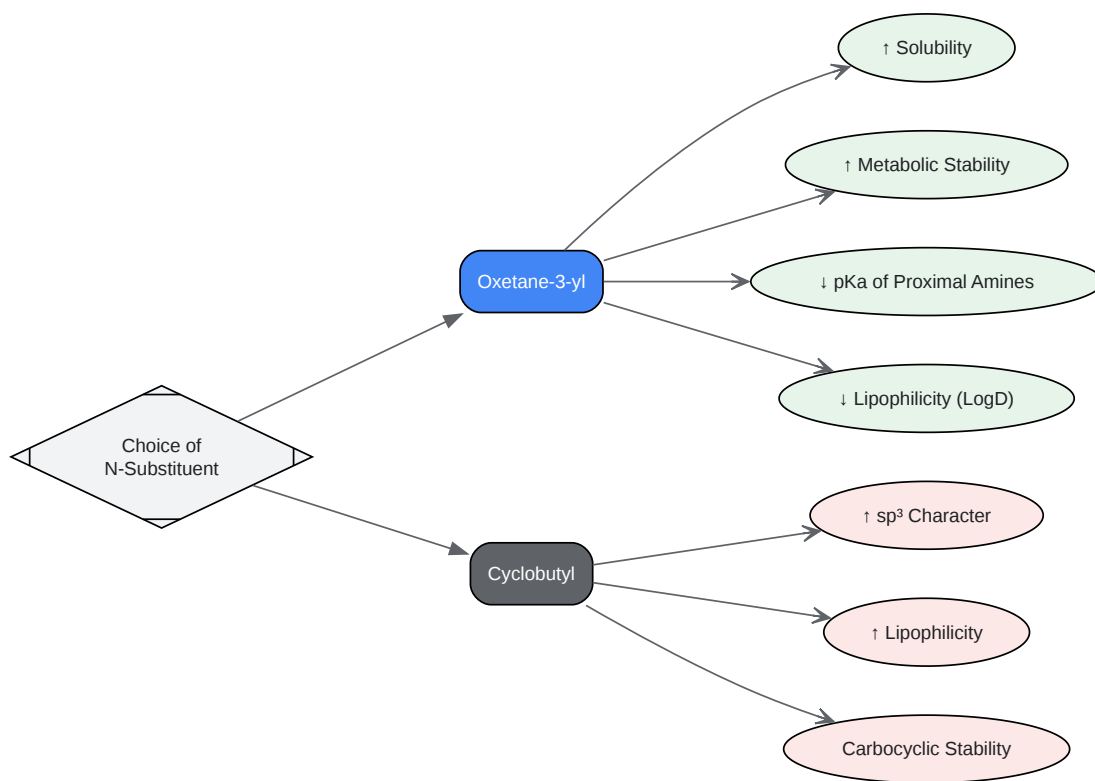 ↑ Solubility
↑ Metabolic Stability
Oxetane-3-yl
↓ pKa of Proximal Amines
↓ Lipophilicity (LogD)
Choice of
N-Substituent
↑ sp³ Character
Cyclobutyl
↑ Lipophilicity
Carbocyclic Stability